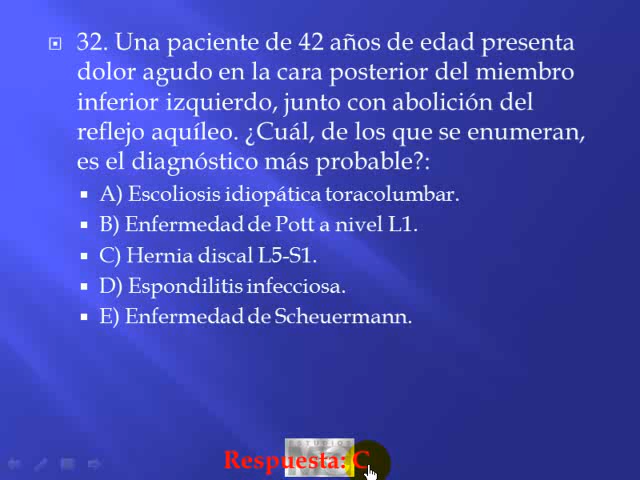 32. Una paciente de 42 años de edad presenta
dolor agudo en la cara posterior del miembro
inferior izquierdo, junto con abolición del
reflejo aquíleo. ¿Cuál, de los que se enumeran,
es el diagnóstico más probable?:
A) Escoliosis idiopática toracolumbar.
B) Enfermedad de Pott a nivel L1.
C) Hernia discal L5-S1.
D) Espondilitis infecciosa.
E) Enfermedad de Scheuermann.
ESTUDIOS
Respuesta: C